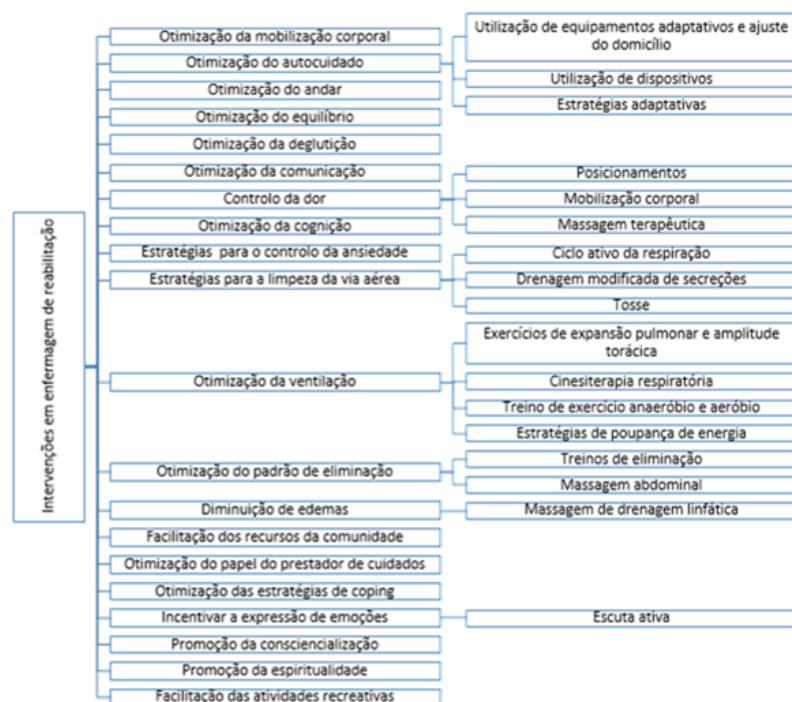 Intervenções em enfermagem de reabilitação
Otimização da mobilização corporal
Otimização do autocuidado
Utilização de equipamentos adaptativos e ajuste
do domicílio
Utilização de dispositivos
Estratégias adaptativas
Otimização do andar
Otimização do equilíbrio
Otimização da deglutição
Otimização da comunicação
Controlo da dor
Posicionamentos
Mobilização corporal
Massagem terapêutica
Otimização da cognição
Estratégias para o controlo da ansiedade
Estratégias para a limpeza da via aérea
Ciclo ativo da respiração
Drenagem modificada de secreções
Tosse
Otimização da ventilação
Exercícios de expansão pulmonar e amplitude
torácica
Cinesiterapia respiratória
Treino de exercício anaeróbio e aeróbio
Estratégias de poupança de energia
Otimização do padrão de eliminação
Treinos de eliminação
Massagem abdominal
Diminuição de edemas
Massagem de drenagem linfática
Facilitação dos recursos da comunidade
Otimização do papel do prestador de cuidados
Otimização das estratégias de coping
Incentivar a expressão de emoções
Escuta ativa
Promoção da consciencialização
Promoção da espiritualidade
Facilitação das atividades recreativas